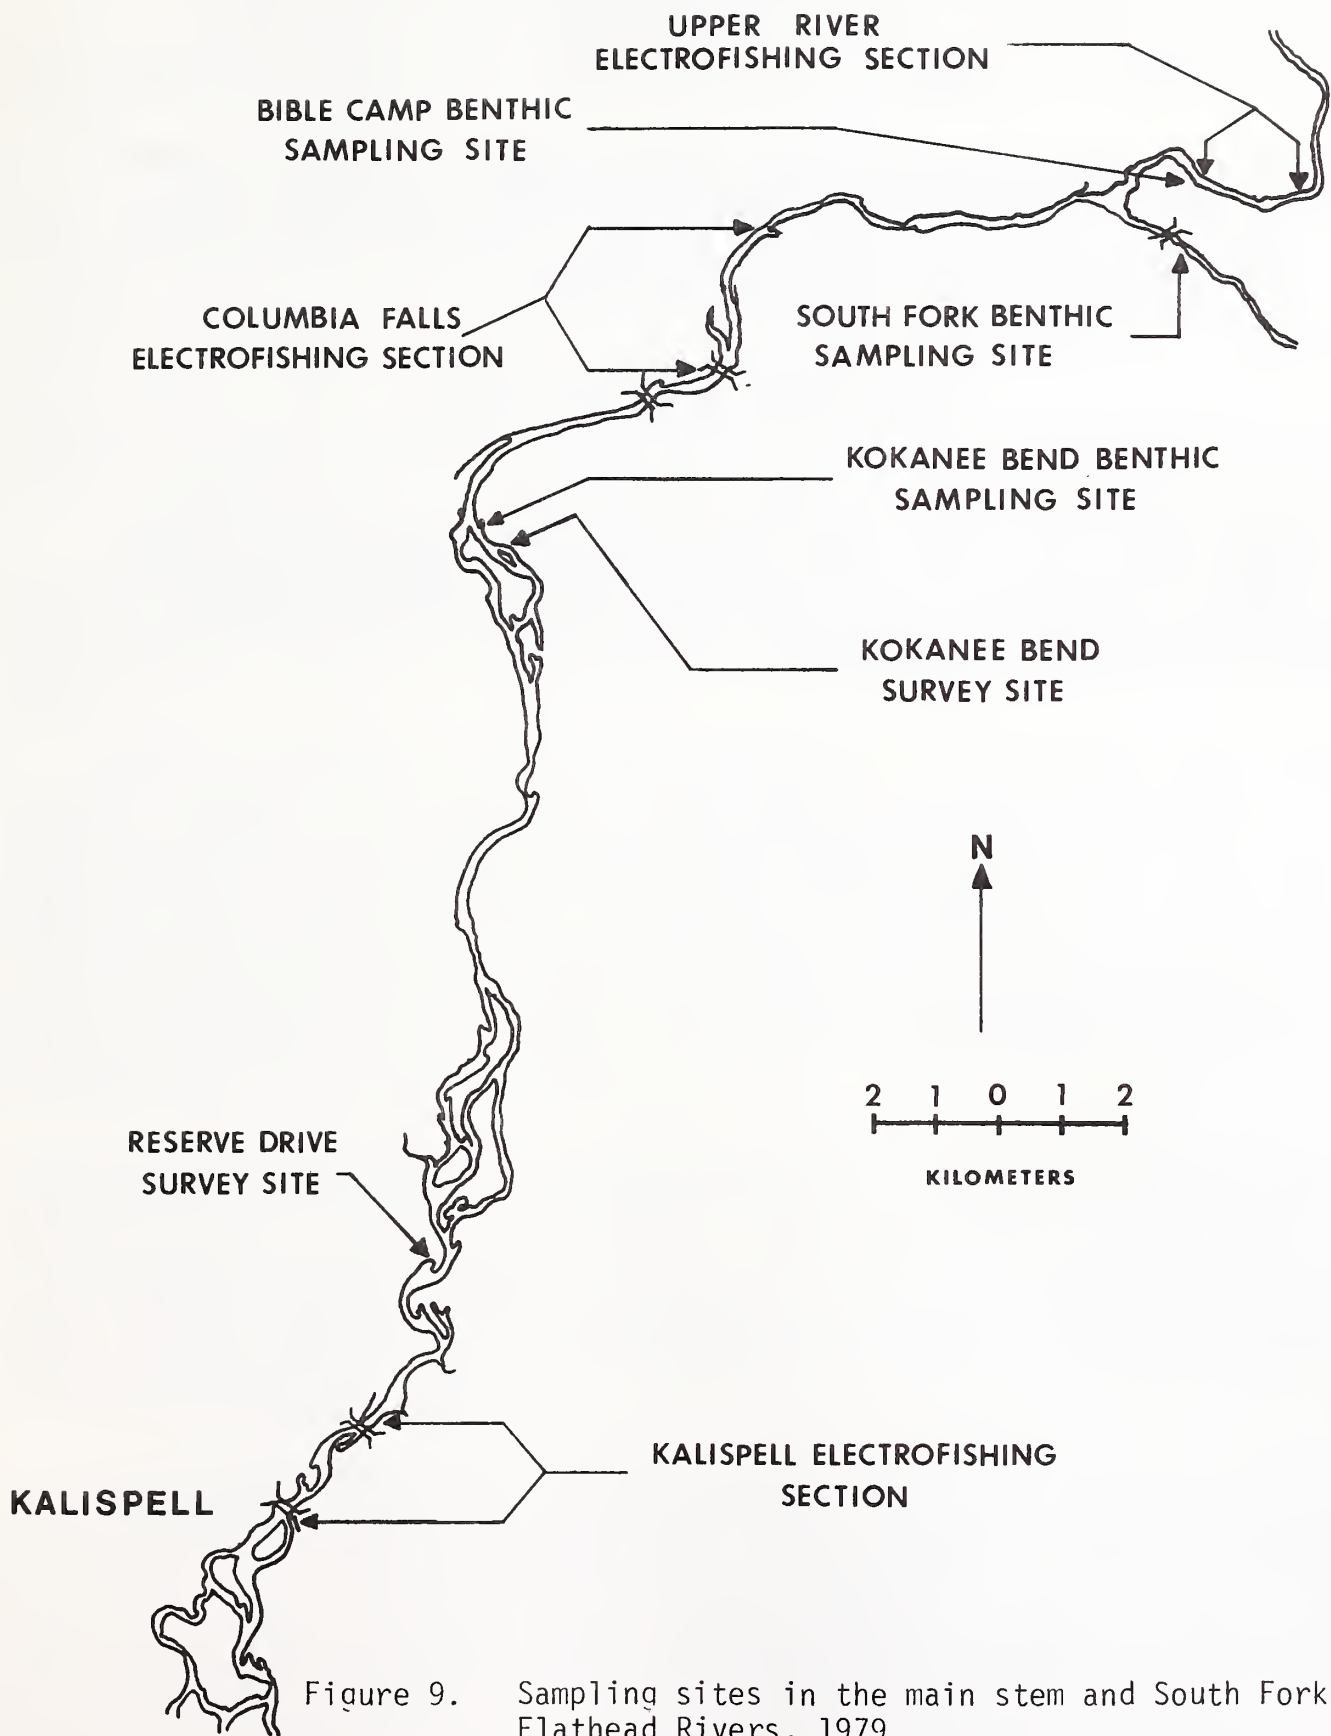 UPPER RIVER
ELECTROFISHING SECTION
BIBLE CAMP BENTHIC
SAMPLING SITE
COLUMBIA FALLS
ELECTROFISHING SECTION
SOUTH FORK BENTHIC
SAMPLING SITE
KOKANEE BEND BENTHIC
SAMPLING SITE
KOKANEE BEND
SURVEY SITE
N
2 1 0 1 2
KILOMETERS
RESERVE DRIVE
SURVEY SITE
KALISPELL ELECTROFISHING
SECTION
KALISPELL
Figure 9. Sampling sites in the main stem and South Fork
Flathead Rivers, 1979